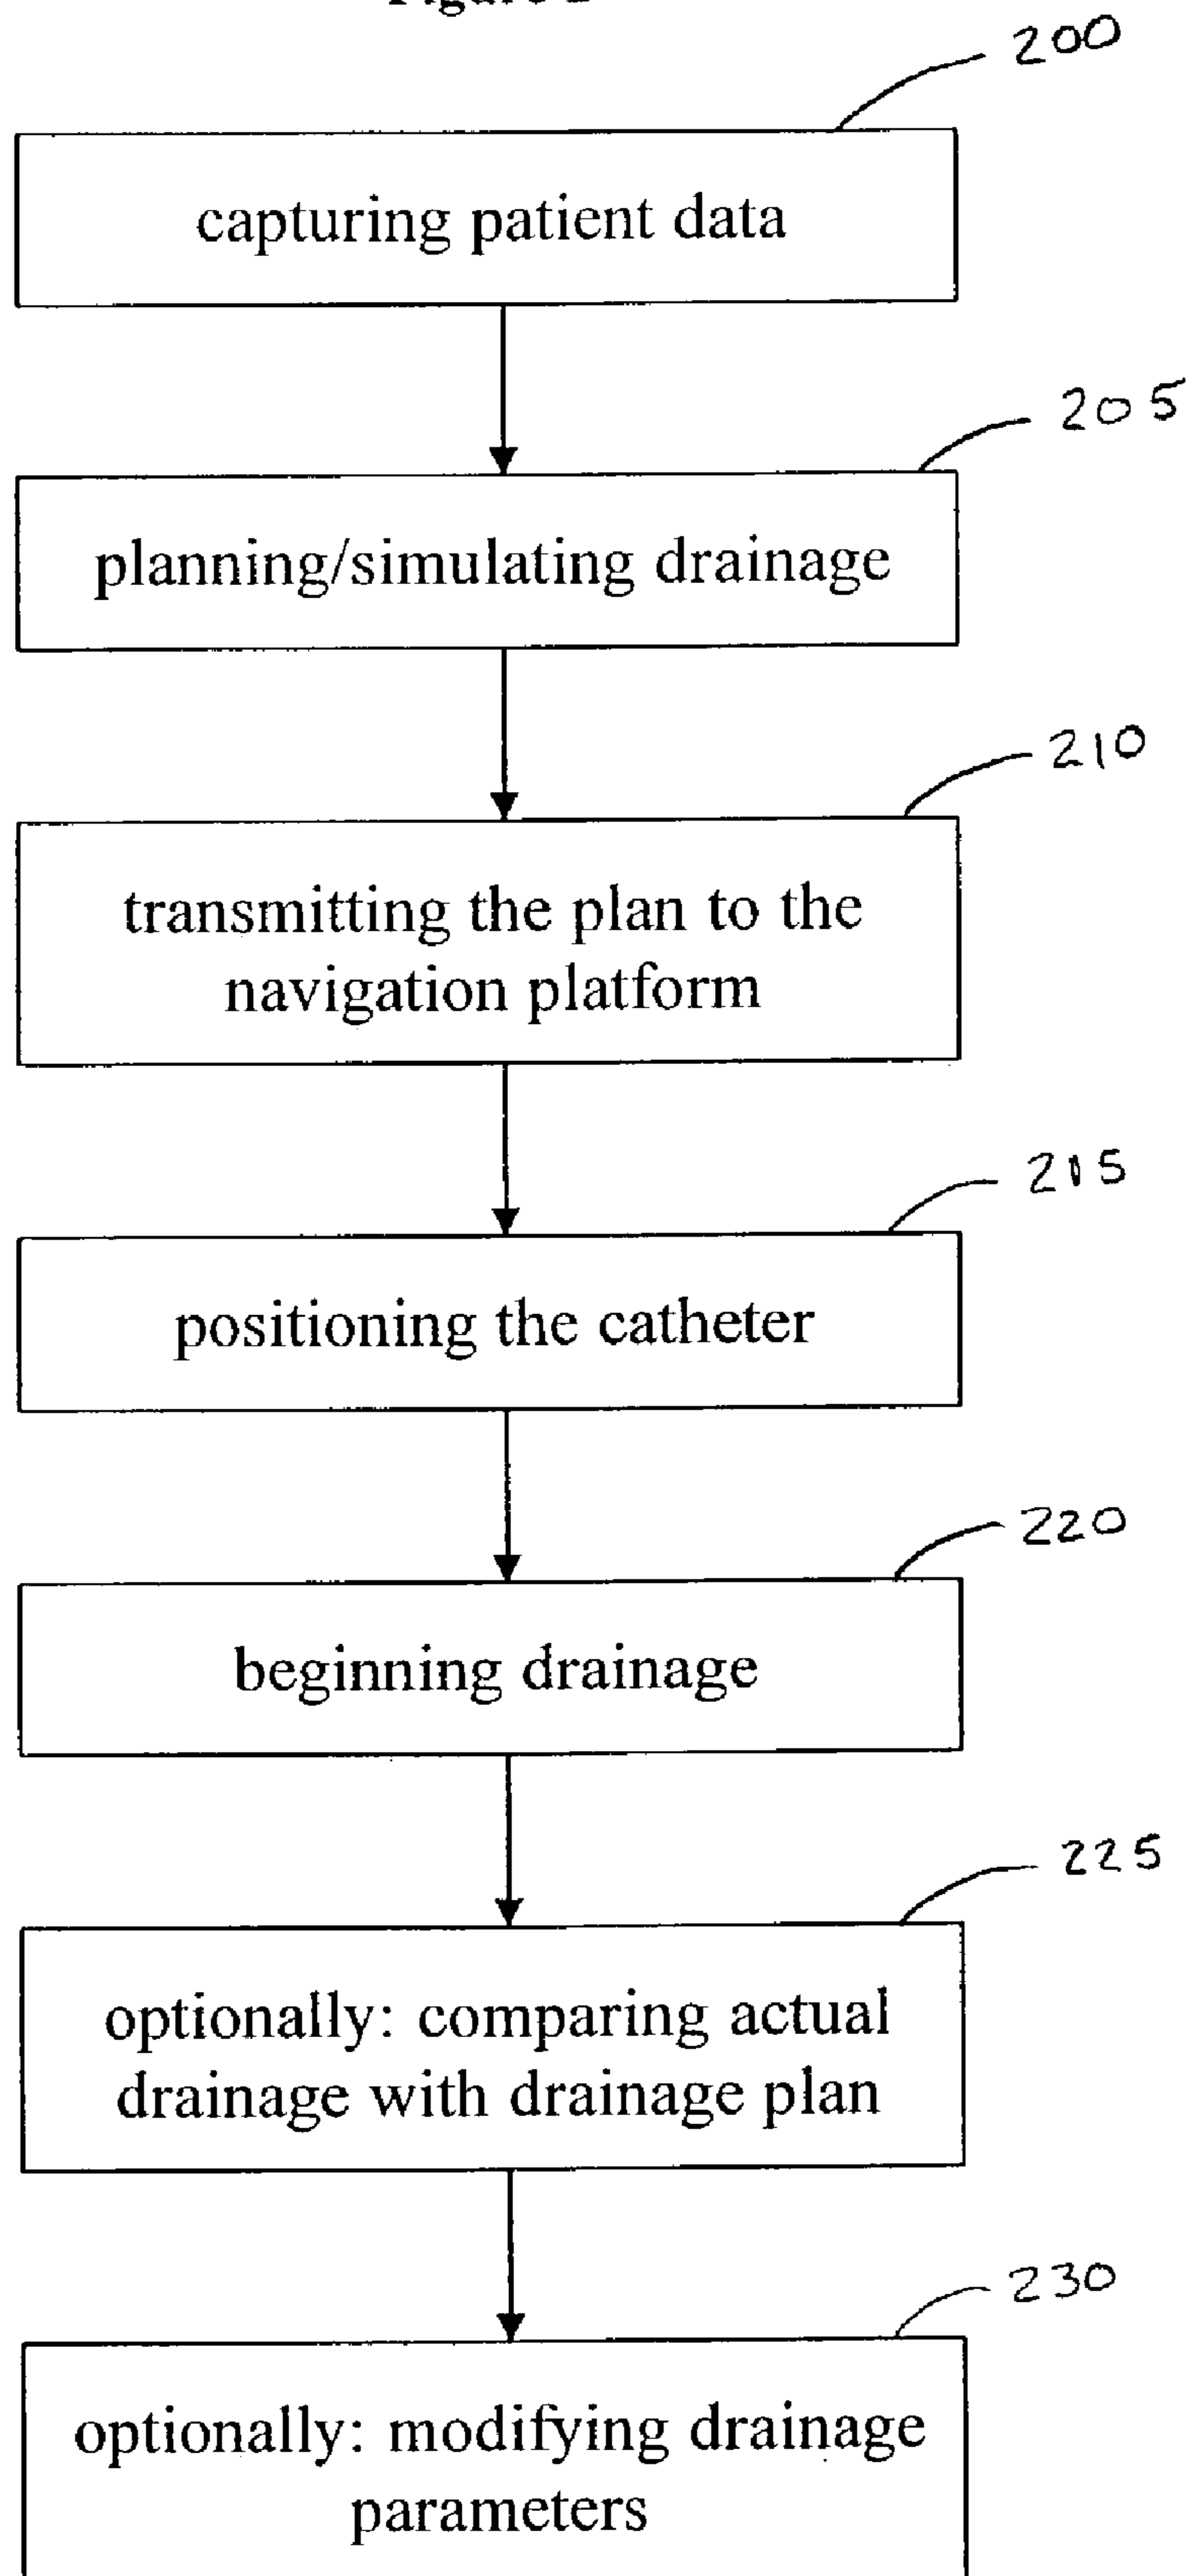 200
capturing patient data
205
planning/simulating drainage
210
transmitting the plan to the
navigation platform
215
positioning the catheter
220
beginning drainage
225
optionally: comparing actual
drainage with drainage plan
230
optionally: modifying drainage
parameters